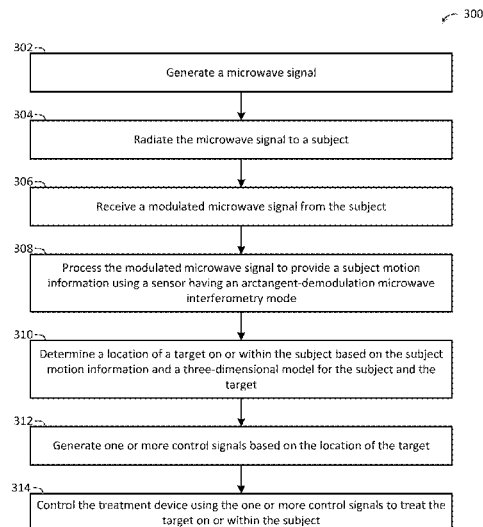 300
302
Generate a microwave signal
304
Radiate the microwave signal to a subject
306
Receive a modulated microwave signal from the subject
308
Process the modulated microwave signal to provide a subject motion
information using a sensor having an arctangent-demodulation microwave
interferometry mode
310
Determine a location of a target on or within the subject based on the subject
motion information and a three-dimensional model for the subject and the
target
312
Generate one or more control signals based on the location of the target
314
Control the treatment device using the one or more control signals to treat the
target on or within the subject